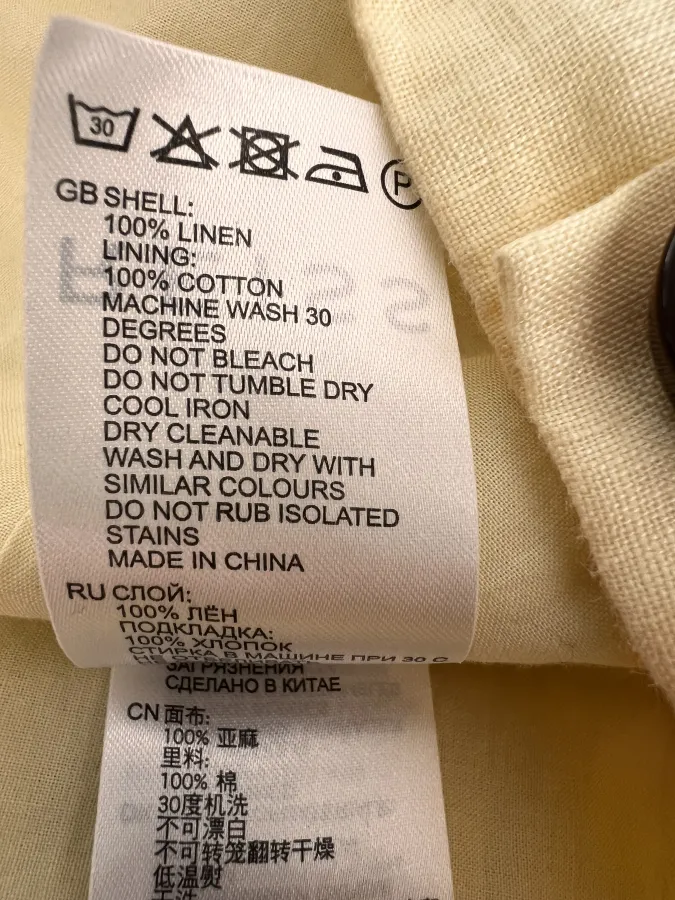 30
P
GB SHELL:
100% LINEN
LINING:
100% COTTON
MACHINE WASH 30
DEGREES
DO NOT BLEACH
DO NOT TUMBLE DRY
COOL IRON
DRY CLEANABLE
WASH AND DRY WITH
SIMILAR COLOURS
DO NOT RUB ISOLATED
STAINS
MADE IN CHINA
RU СЛОЙ:
100% ЛЁН
ПОДКЛАДКА:
100% ХЛОПОК
СТИРКА В МАШИНЕ ПРИ 30 С
ЗАГРЯЗНЕНИЯ
СДЕЛАНО В КИТАЕ
CN 面布:
100% 亚麻
里料:
100% 棉
30度机洗
不可漂白
不可转笼翻转干燥
低温熨